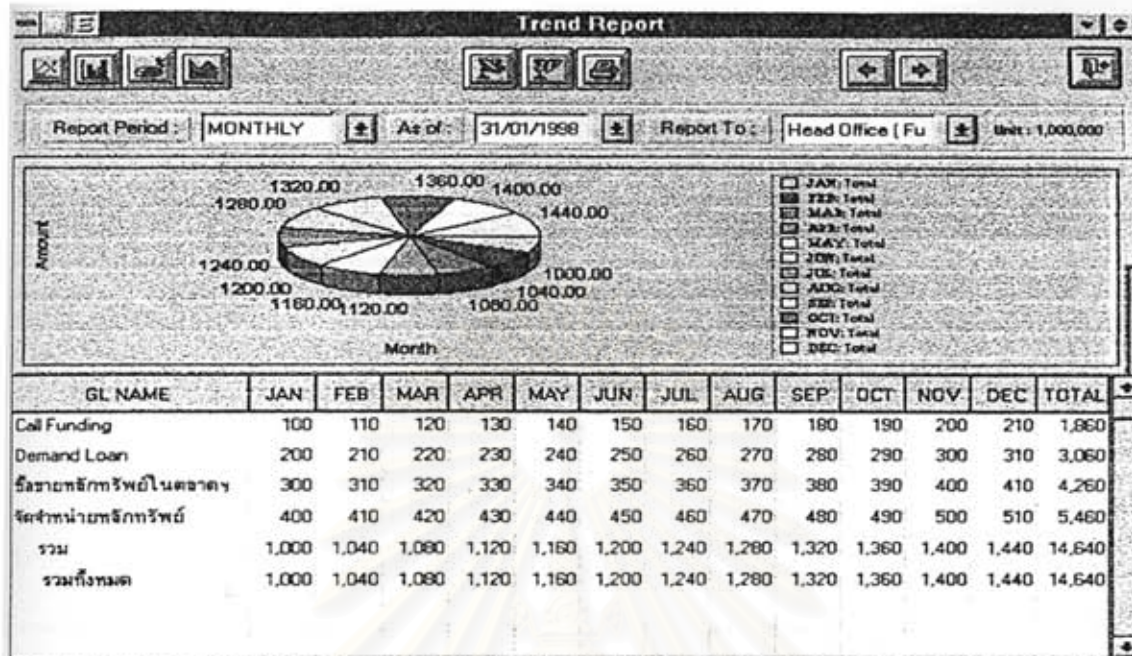 Trend Report
Report Period : MONTHLY As of : 31/01/1998 Report To : Head Office ( Fu Unit : 1,000,000
Amount
1320.00
1360.00
1400.00
1280.00
1440.00
1240.00
1000.00
1200.00
1040.00
1160.00
1120.00
1080.00
Month
JAN: Total
FEB: Total
MAR: Total
APR: Total
MAY: Total
JUN: Total
JUL: Total
AUG: Total
SEP: Total
OCT: Total
NOV: Total
DEC: Total
GL NAME JAN FEB MAR APR MAY JUN JUL AUG SEP OCT NOV DEC TOTAL
Call Funding 100 110 120 130 140 150 160 170 180 190 200 210 1,860
Demand Loan 200 210 220 230 240 250 260 270 280 290 300 310 3,060
ซื้อขายหลักทรัพย์ในตลาดฯ 300 310 320 330 340 350 360 370 380 390 400 410 4,260
จัดจำหน่ายหลักทรัพย์ 400 410 420 430 440 450 460 470 480 490 500 510 5,460
รวม 1,000 1,040 1,080 1,120 1,160 1,200 1,240 1,280 1,320 1,360 1,400 1,440 14,640
รวมทั้งหมด 1,000 1,040 1,080 1,120 1,160 1,200 1,240 1,280 1,320 1,360 1,400 1,440 14,640